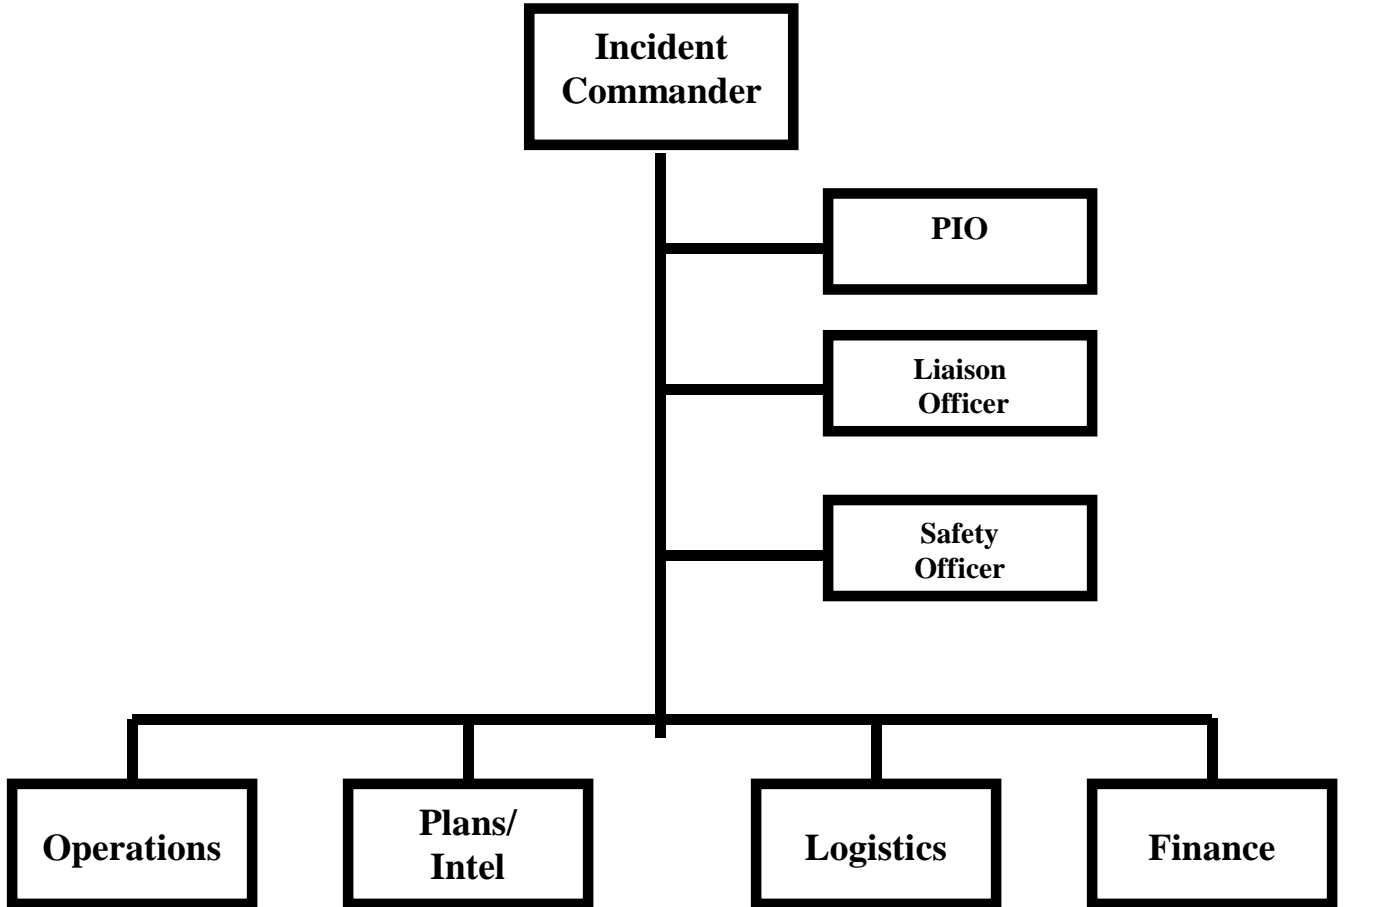 Incident
Commander
PIO
Liaison
Officer
Safety
Officer
Operations
Plans/
Intel
Logistics
Finance